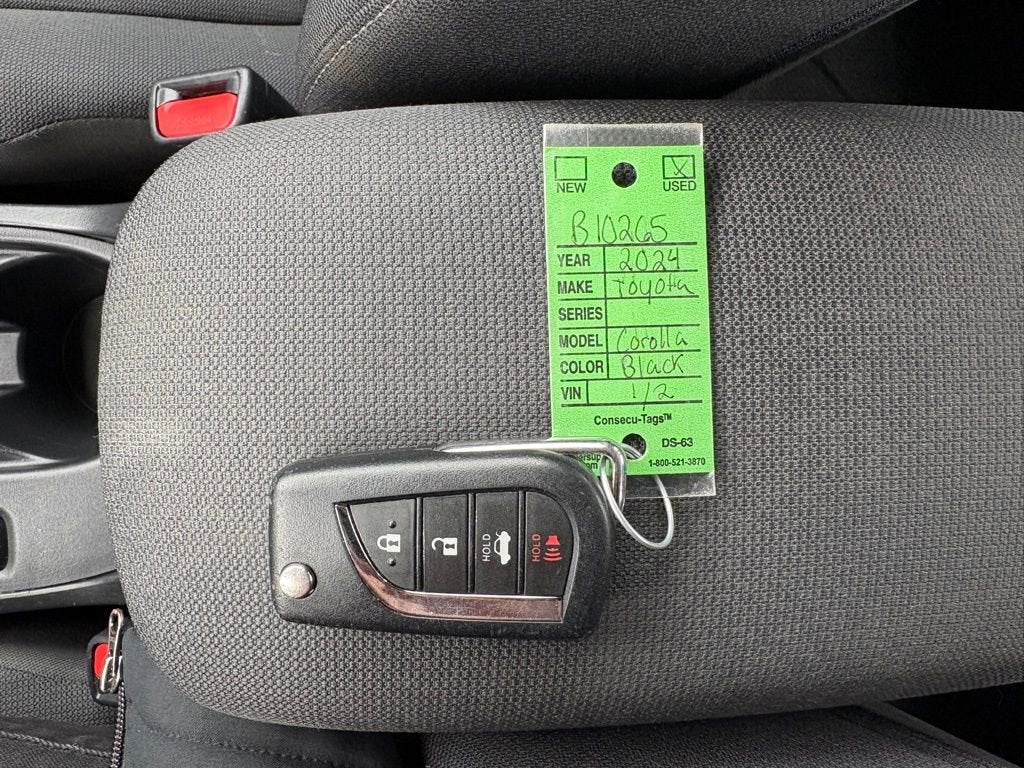 NEW USED
B10265
YEAR 2024
MAKE Toyota
SERIES
MODEL Corolla
COLOR Black
VIN 1/2
Consecu-Tags™
DS-63
1-800-521-3870
HOLD
HOLD